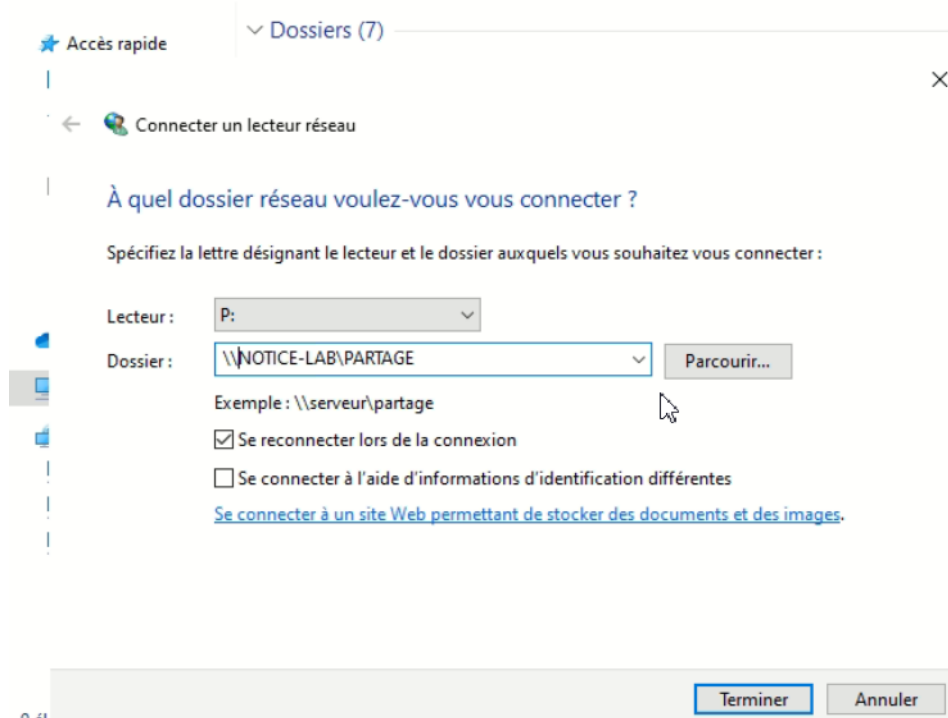 Accès rapide
Dossiers (7)
Connecter un lecteur réseau
À quel dossier réseau voulez-vous vous connecter ?
Spécifiez la lettre désignant le lecteur et le dossier auxquels vous souhaitez vous connecter :
Lecteur : P:
Dossier : \\NOTICE-LAB\PARTAGE Parcourir...
Exemple : \\serveur\partage
Se reconnecter lors de la connexion
Se connecter à l'aide d'informations d'identification différentes
Se connecter à un site Web permettant de stocker des documents et des images.
Terminer Annuler